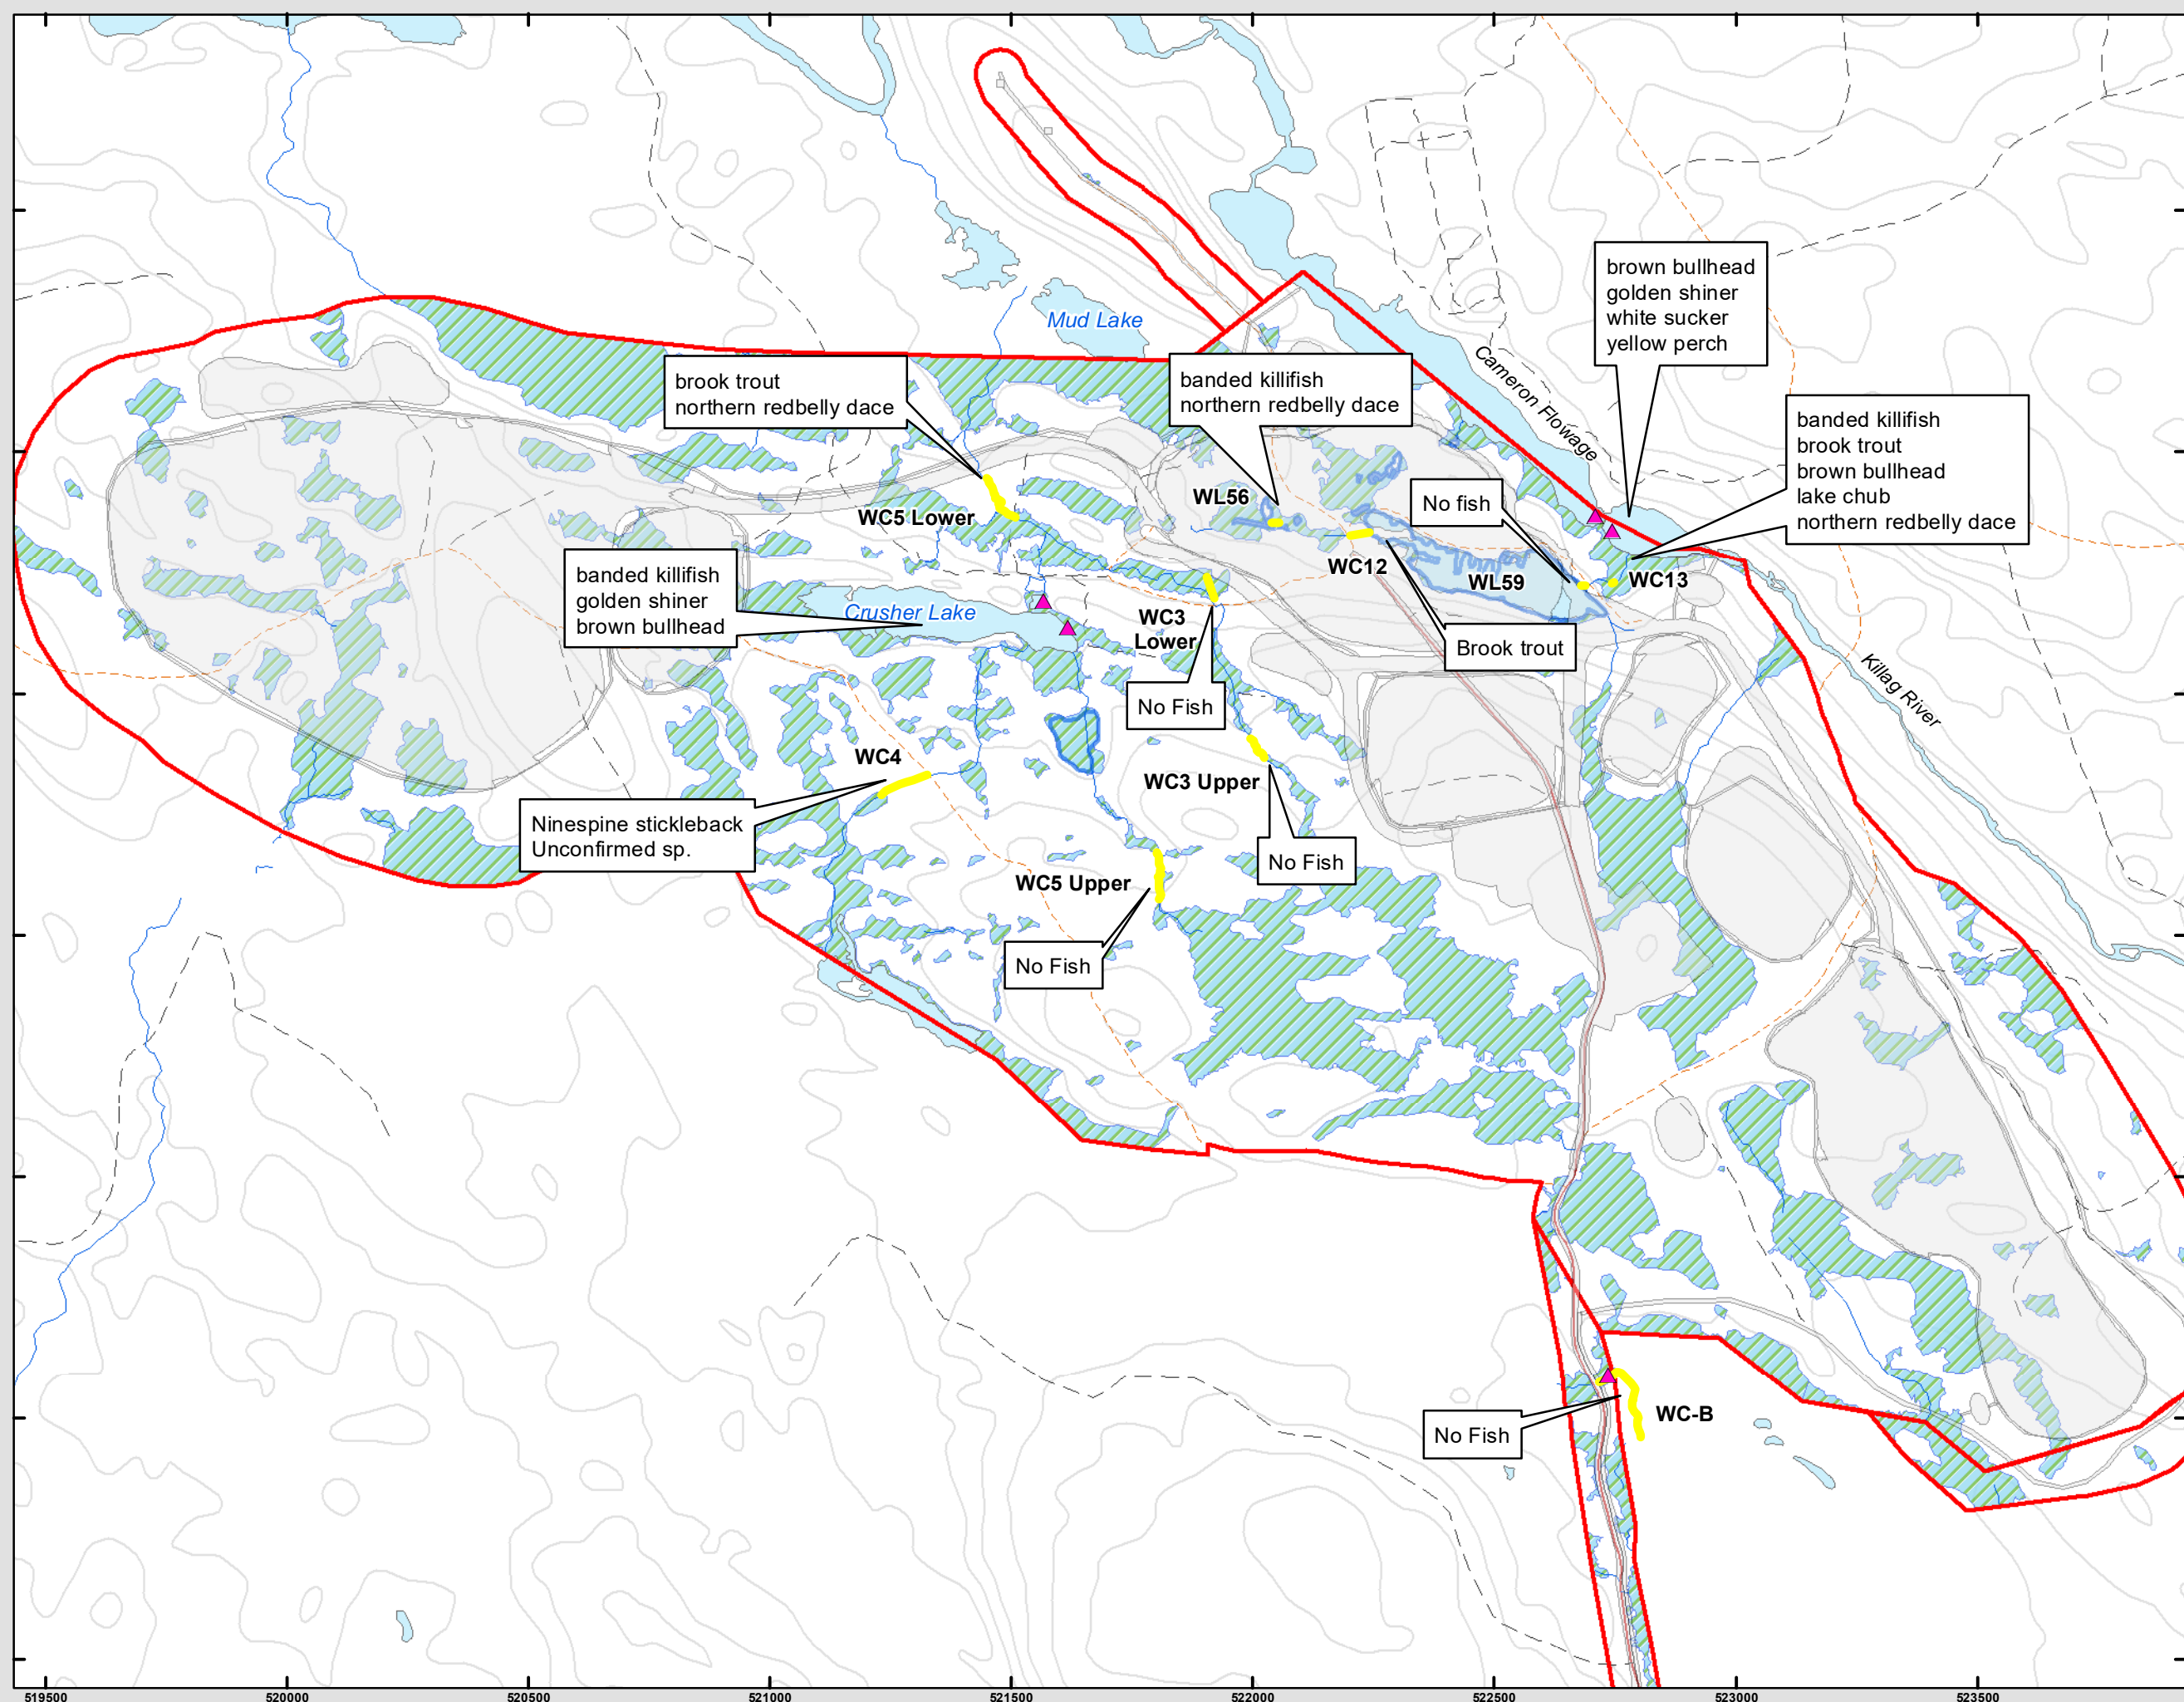 brown bullhead
golden shiner
white sucker
yellow perch
Mud Lake
Cameron Flowage
brook trout
northern redbelly dace
banded killifish
northern redbelly dace
banded killifish
brook trout
brown bullhead
lake chub
northern redbelly dace
No fish
WL56
WC5 Lower
WC12
WL59
WC13
banded killifish
golden shiner
brown bullhead
Crusher Lake
WC3
Lower
Brook trout
Killag River
No Fish
WC4
WC3 Upper
Ninespine stickleback
Unconfirmed sp.
No Fish
WC5 Upper
No Fish
WC-B
No Fish
519500
520000
520500
521000
521500
522000
522500
523000
523500